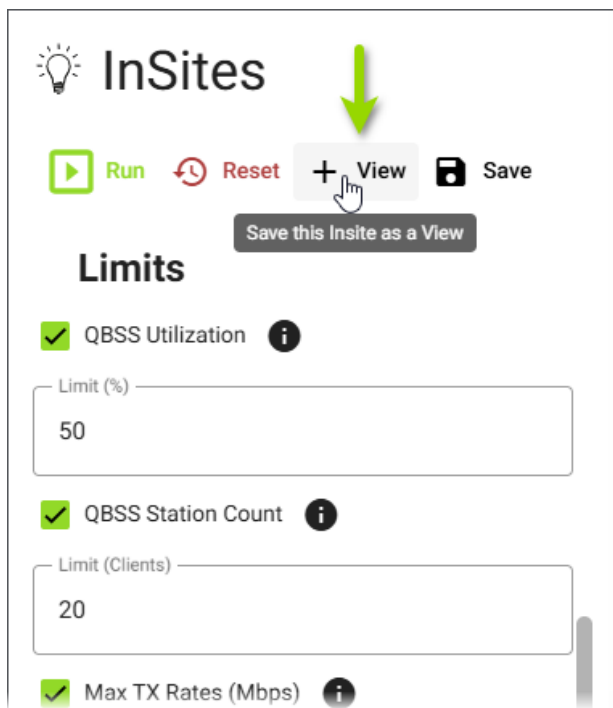 InSites
Run Reset + View Save
Save this Insite as a View
Limits
QBSS Utilization
Limit (%)
50
QBSS Station Count
Limit (Clients)
20
Max TX Rates (Mbps)